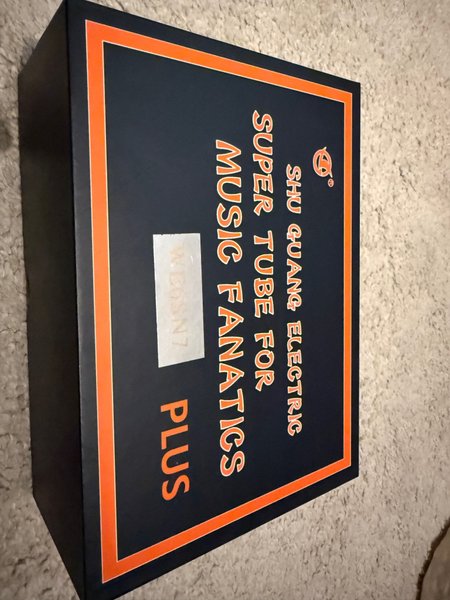 SHU GUANG ELECTRIC
SUPER TUBE FOR
MUSIC FANATICS
PLUS